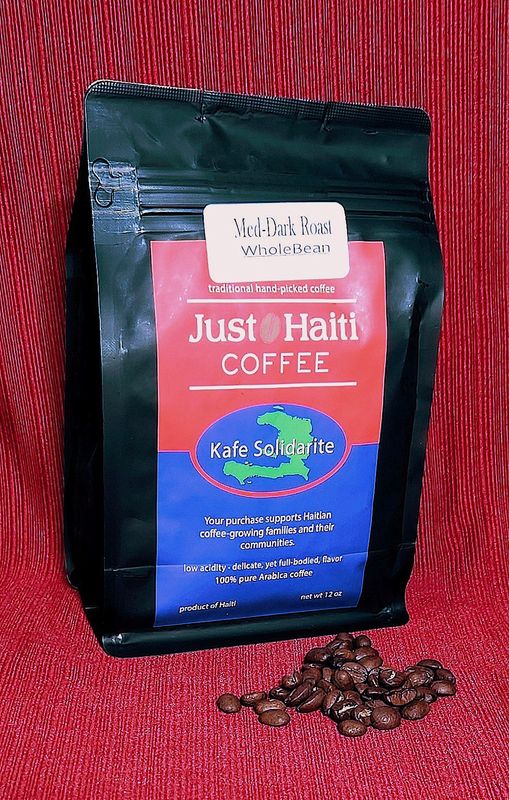 Med-Dark Roast
WholeBean
traditional hand-picked coffee
Just Haiti
COFFEE
Kafe Solidarite
Your purchase supports Haitian
coffee-growing families and their
communities.
low acidity - delicate, yet full-bodied, flavor
100% pure Arabica coffee
product of Haiti net wt 12 oz